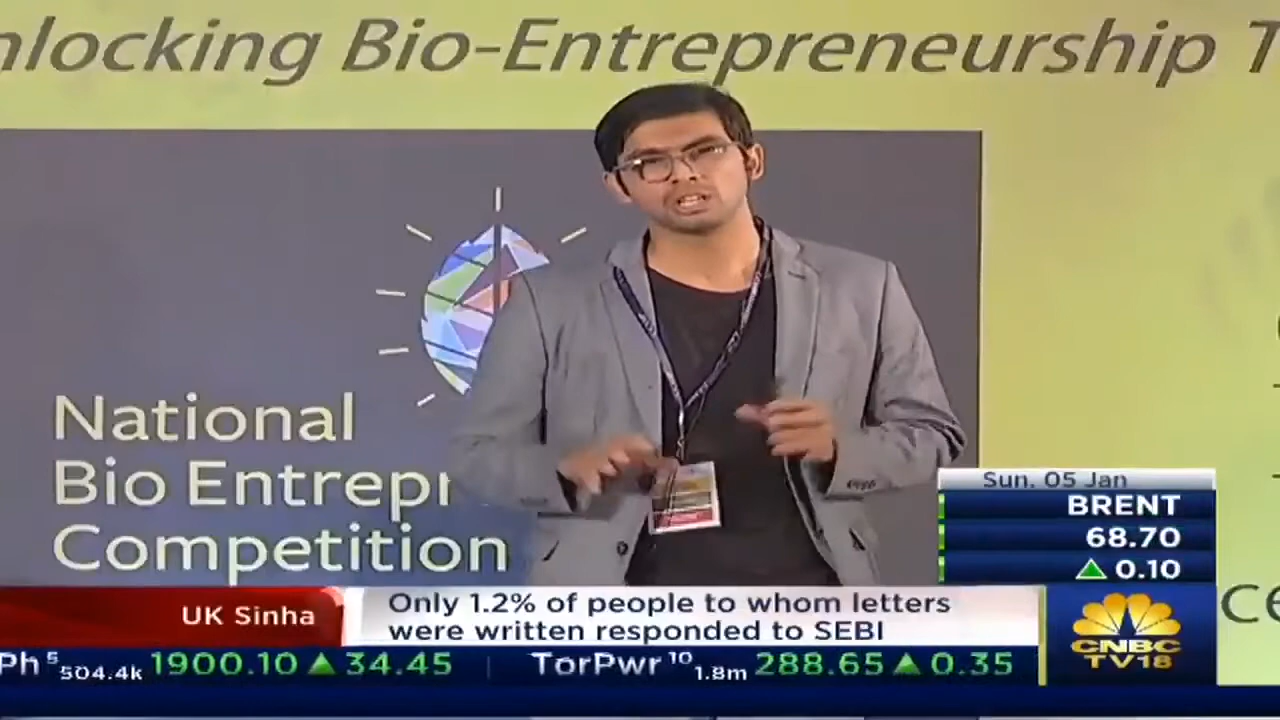 nlocking Bio-Entrepreneurship T
National
Bio Entrepr
Competition
Sun, 05 Jan
BRENT
68.70
▲ 0.10
UK Sinha
Only 1.2% of people to whom letters
were written responded to SEBI
ce
CNBC
TV18
Ph 5 504.4k 1900.10 ▲ 34.45 TorPwr 10 1.8m 288.65 ▲ 0.35